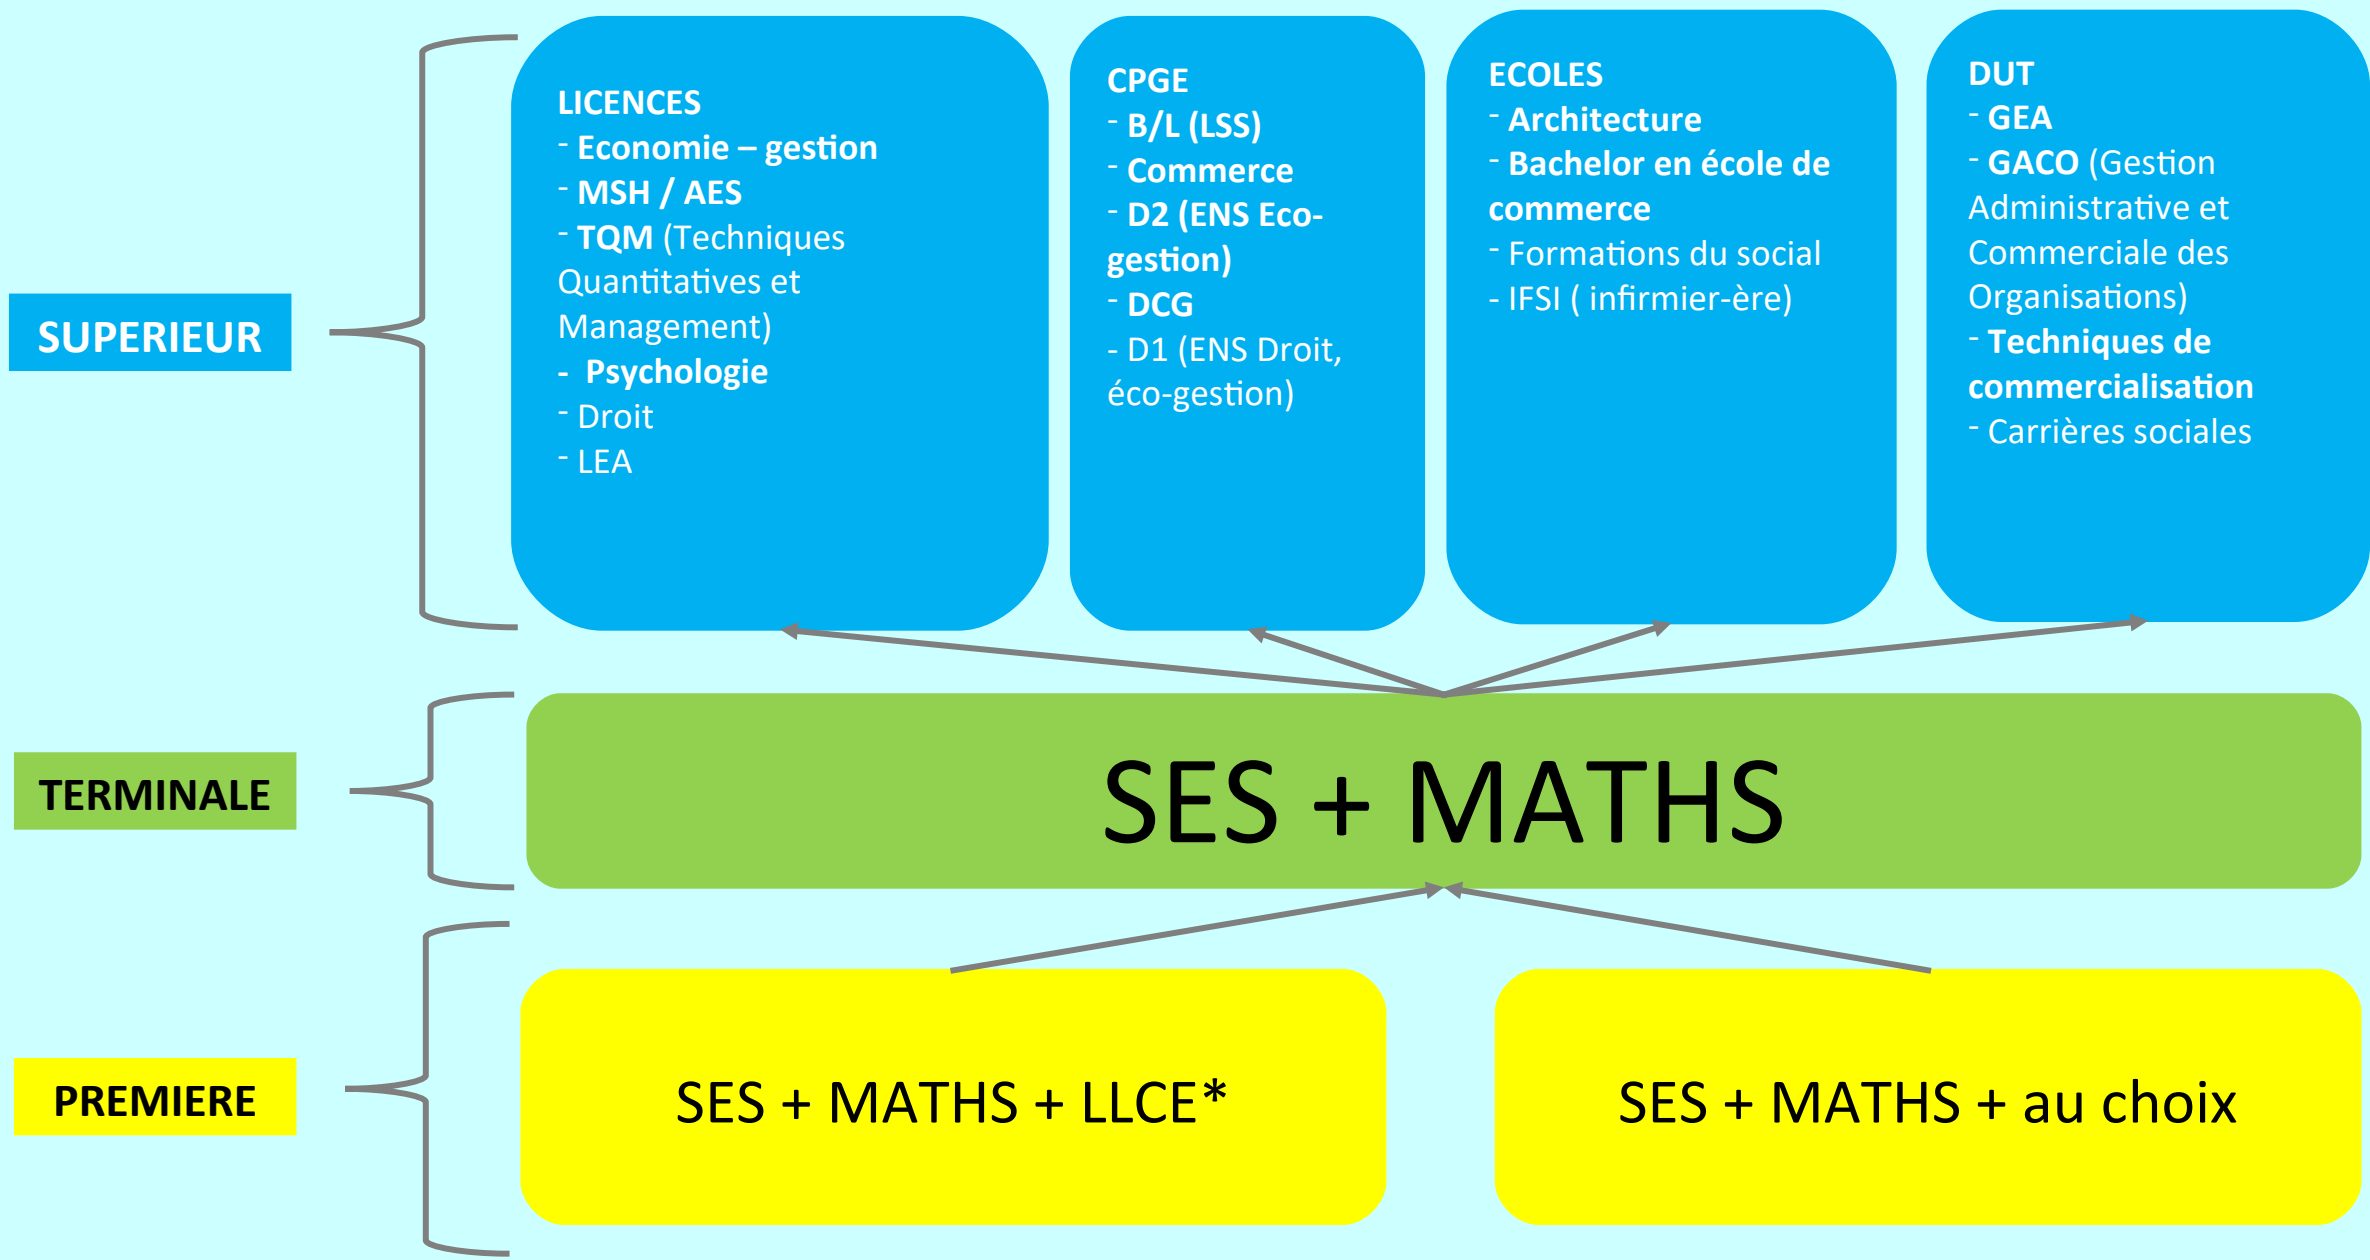 SUPERIEUR
LICENCES
- Economie – gestion
- MSH / AES
- TQM (Techniques
Quantitatives et
Management)
- Psychologie
- Droit
- LEA
CPGE
- B/L (LSS)
- Commerce
- D2 (ENS Eco-
gestion)
- DCG
- D1 (ENS Droit,
éco-gestion)
ECOLES
- Architecture
- Bachelor en école de
commerce
- Formations du social
- IFSI ( infirmier-ère)
DUT
- GEA
- GACO (Gestion
Administrative et
Commerciale des
Organisations)
- Techniques de
commercialisation
- Carrières sociales
TERMINALE
SES + MATHS
PREMIERE
SES + MATHS + LLCE*
SES + MATHS + au choix